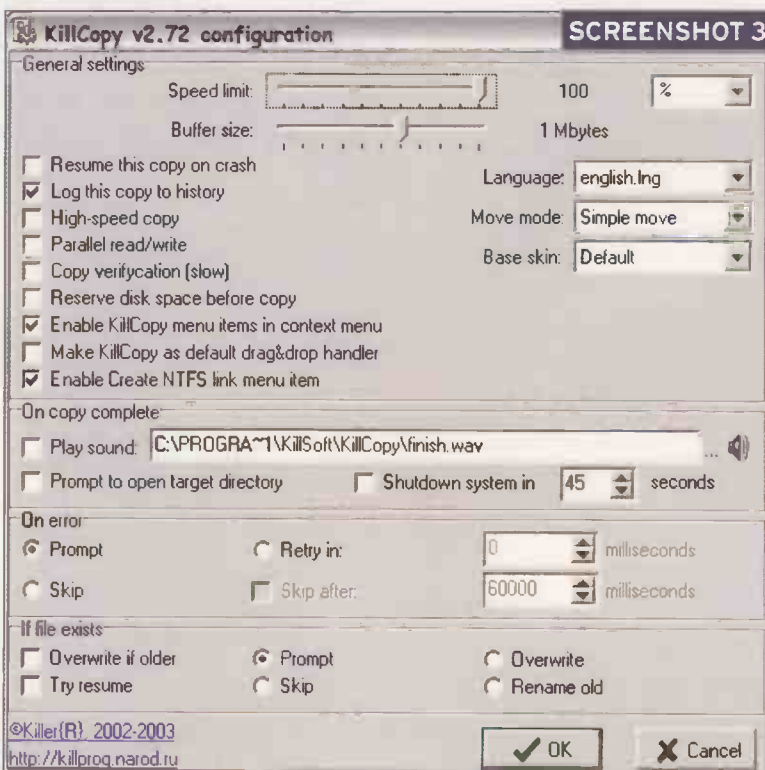 KillCopy v2.72 configuration
SCREENSHOT 3
General settings
Speed limit: 100 %
Buffer size: 1 Mbytes
Resume this copy on crash
Log this copy to history
High-speed copy
Parallel read/write
Copy verifycation (slow)
Reserve disk space before copy
Enable KillCopy menu items in context menu
Make KillCopy as default drag&drop handler
Enable Create NTFS link menu item
Language: english.lng
Move mode: Simple move
Base skin: Default
On copy complete
Play sound: C:\PROGRA~1\KillSoft\KillCopy\finish.wav ...
Prompt to open target directory Shutdown system in 45 seconds
On error
Prompt Retry in: 0 milliseconds
Skip Skip after: 60000 milliseconds
If file exists
Overwrite if older Prompt Overwrite
Try resume Skip Rename old
©Killer{R} 2002-2003
http://killprog.narod.ru
OK Cancel